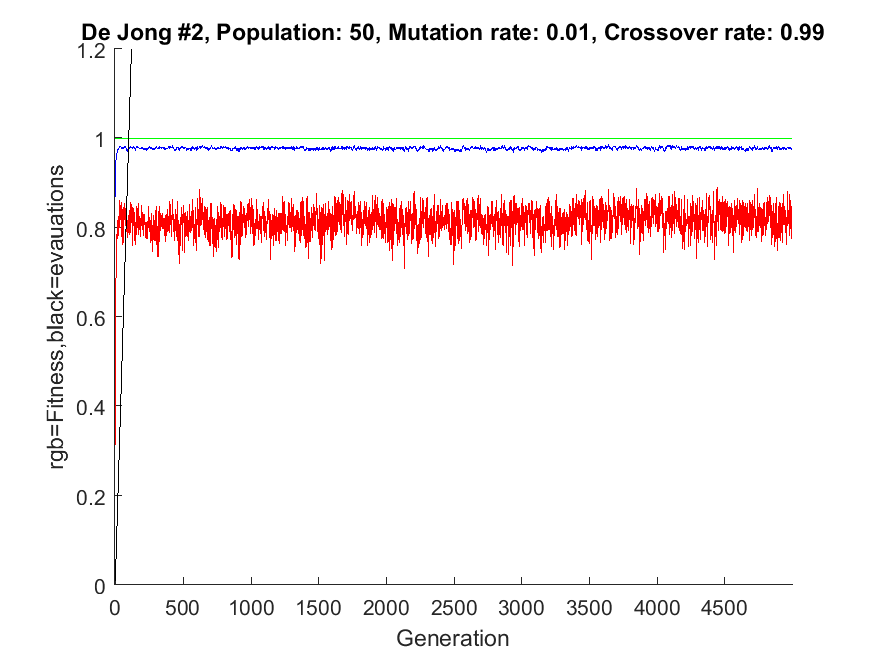 De Jong #2, Population: 50, Mutation rate: 0.01, Crossover rate: 0.99
1.2
1
0.8
0.6
0.4
0.2
0
rgb=Fitness,black=evauations
0 500 1000 1500 2000 2500 3000 3500 4000 4500
Generation